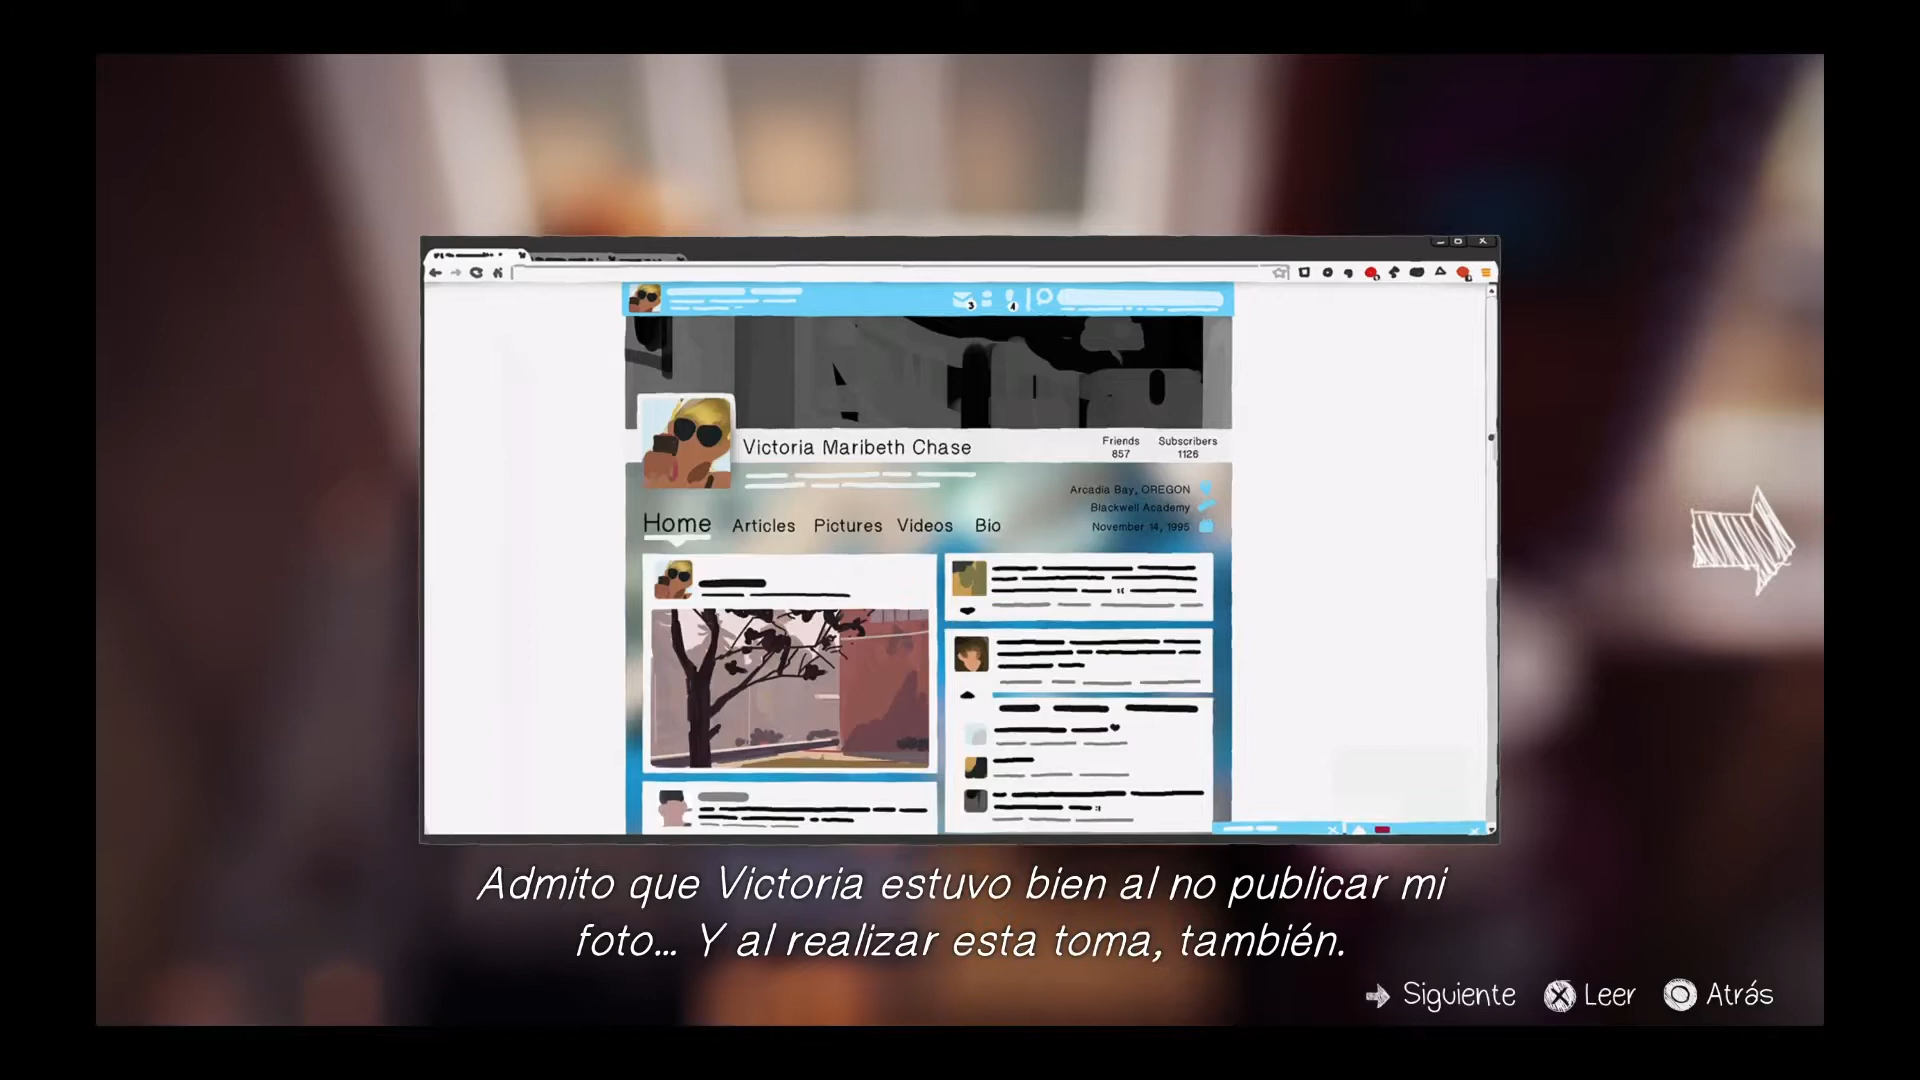 3
4
Victoria Maribeth Chase
Friends
857
Subscribers
1126
Arcadia Bay, OREGON
Blackwell Academy
November 14, 1995
Home Articles Pictures Videos Bio
Admito que Victoria estuvo bien al no publicar mi
foto... Y al realizar esta toma, también.
Siguiente Leer Atrás